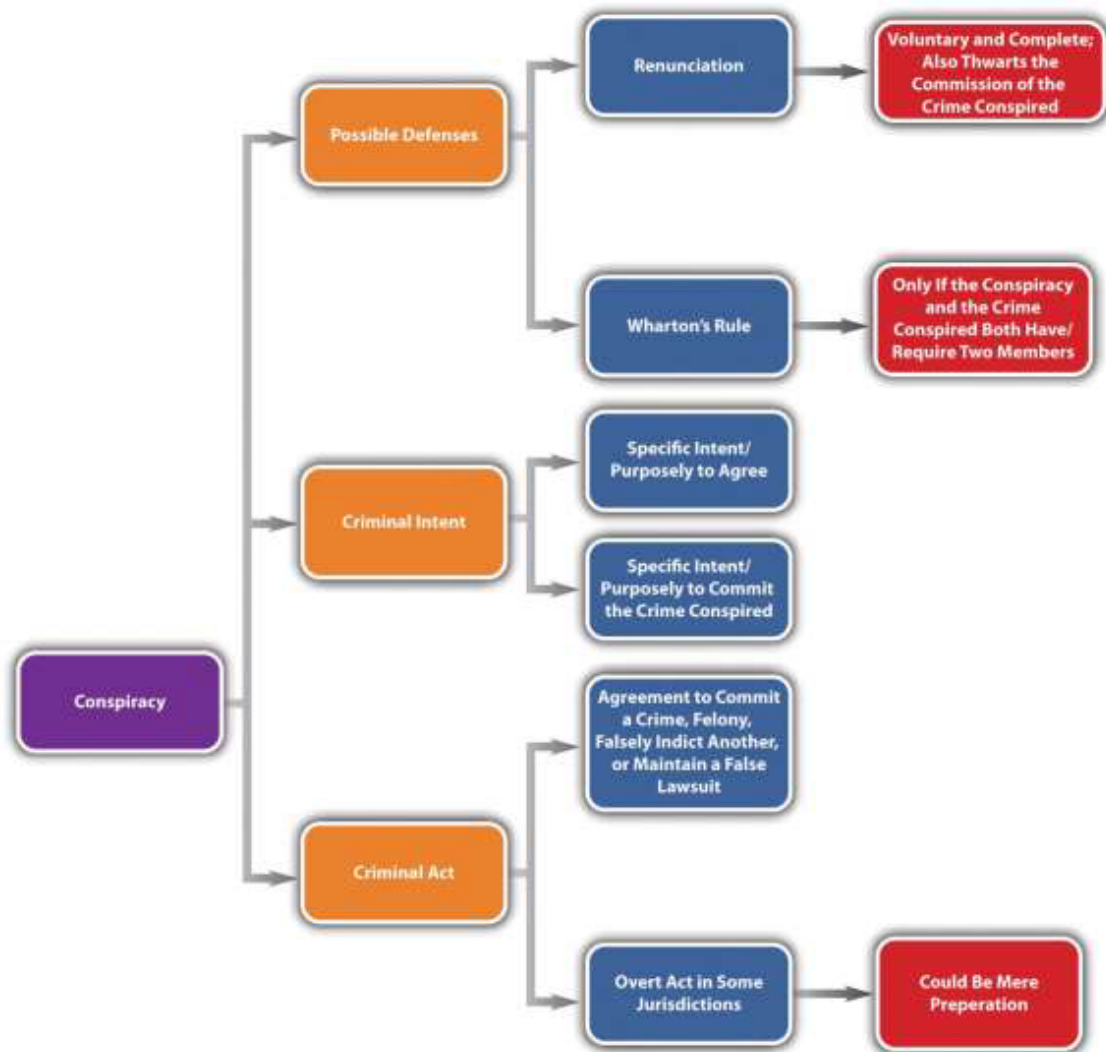 Renunciation
Voluntary and Complete;
Also Thwarts the
Commission of the
Crime Conspired
Possible Defenses
Wharton's Rule
Only If the Conspiracy
and the Crime
Conspired Both Have/
Require Two Members
Specific Intent/
Purposely to Agree
Criminal Intent
Specific Intent/
Purposely to Commit
the Crime Conspired
Conspiracy
Agreement to Commit
a Crime, Felony,
Falsely Indict Another,
or Maintain a False
Lawsuit
Criminal Act
Overt Act in Some
Jurisdictions
Could Be Mere
Preperation